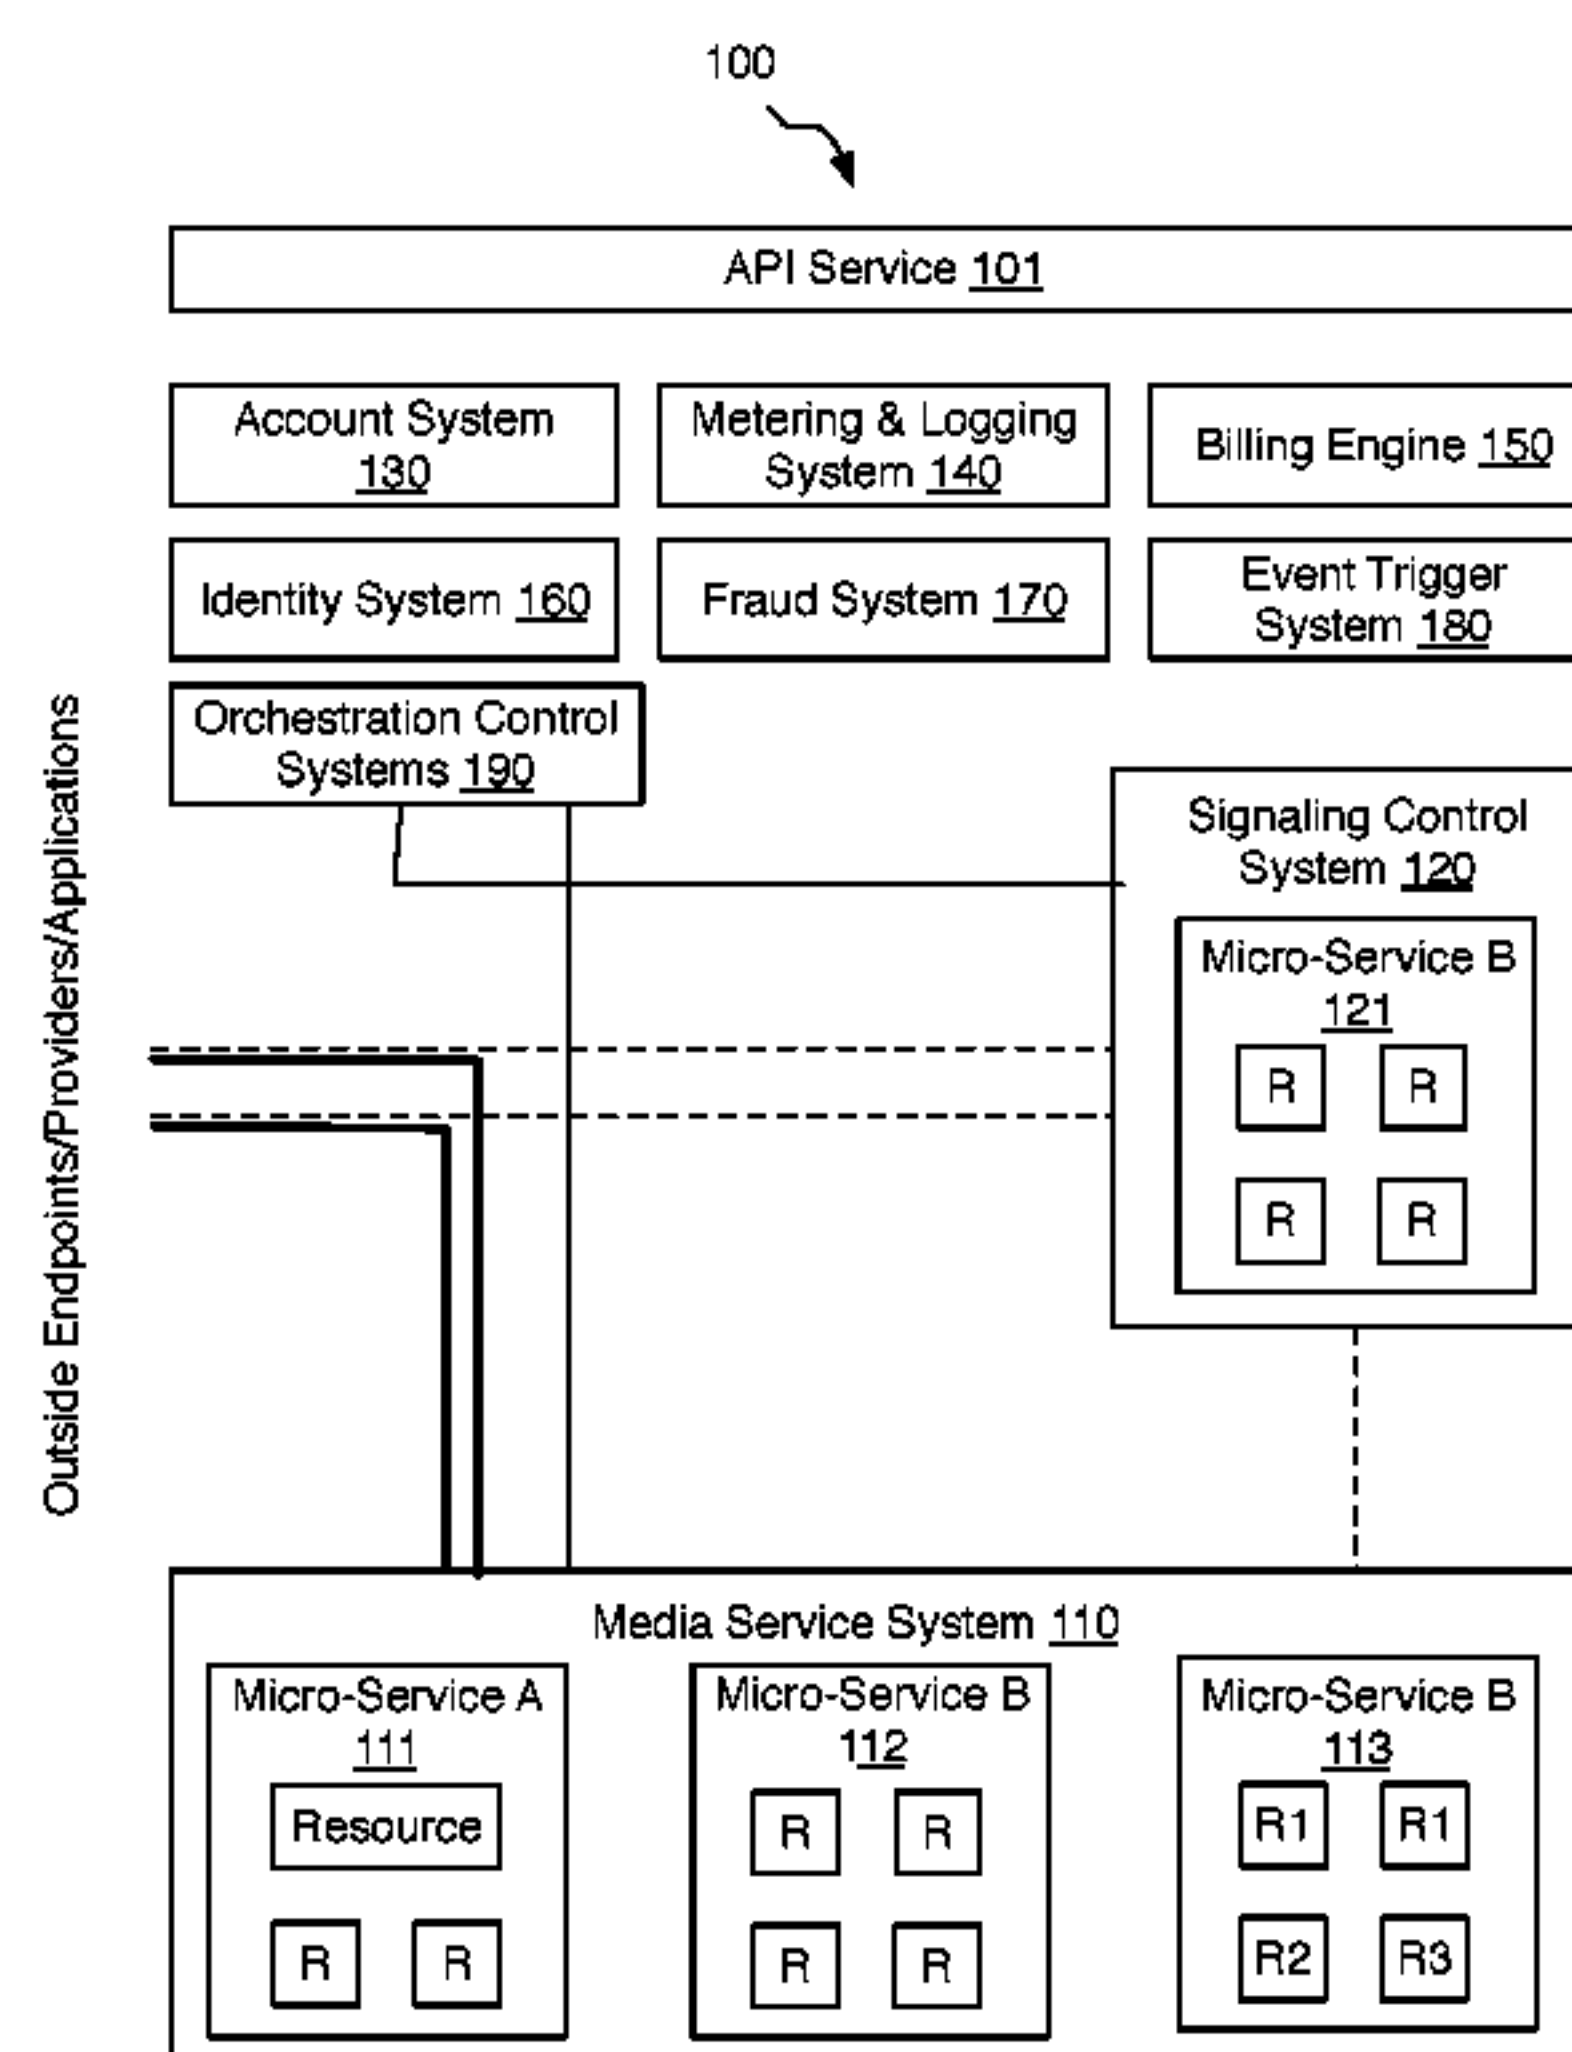 100
API Service 101
Account System
130
Metering & Logging
System 140
Billing Engine 150
Identity System 160
Fraud System 170
Event Trigger
System 180
Orchestration Control
Systems 190
Outside Endpoints/Providers/Applications
Signaling Control
System 120
Micro-Service B
121
R R
R R
Media Service System 110
Micro-Service A
111
Resource
R R
Micro-Service B
112
R R
R R
Micro-Service B
113
R1 R1
R2 R3